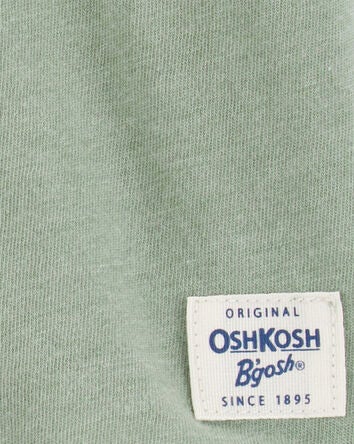 ORIGINAL
OSHKOSH
B'gosh®
SINCE 1895